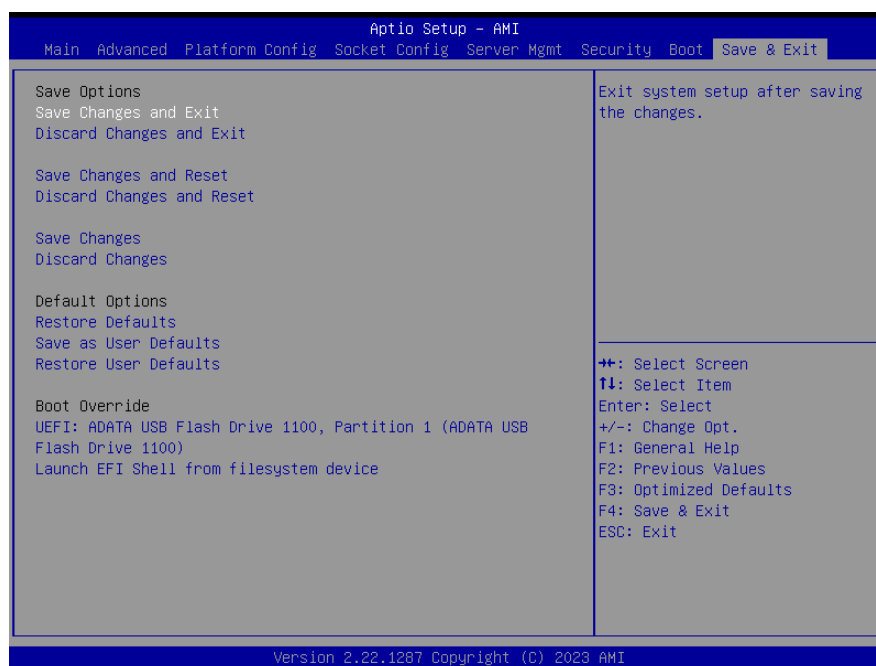 Aptio Setup – AMI
Main Advanced Platform Config Socket Config Server Mgmt Security Boot Save & Exit
Save Options
Save Changes and Exit
Discard Changes and Exit
Save Changes and Reset
Discard Changes and Reset
Save Changes
Discard Changes
Default Options
Restore Defaults
Save as User Defaults
Restore User Defaults
Boot Override
UEFI: ADATA USB Flash Drive 1100, Partition 1 (ADATA USB
Flash Drive 1100)
Launch EFI Shell from filesystem device
Exit system setup after saving
the changes.
→←: Select Screen
↑↓: Select Item
Enter: Select
+/-: Change Opt.
F1: General Help
F2: Previous Values
F3: Optimized Defaults
F4: Save & Exit
ESC: Exit
Version 2.22.1287 Copyright (C) 2023 AMI